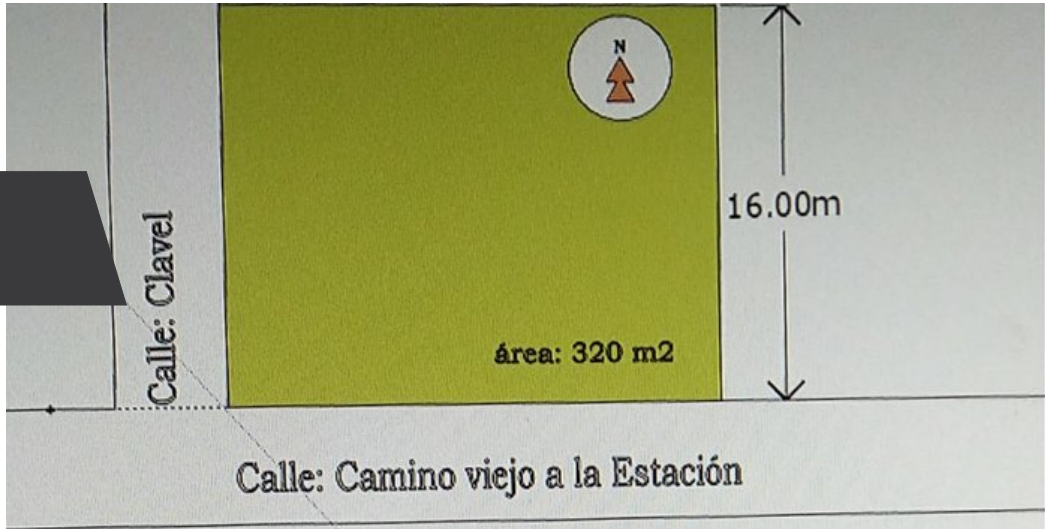 N
16.00m
Calle: Clavel
área: 320 m2
Calle: Camino viejo a la Estación